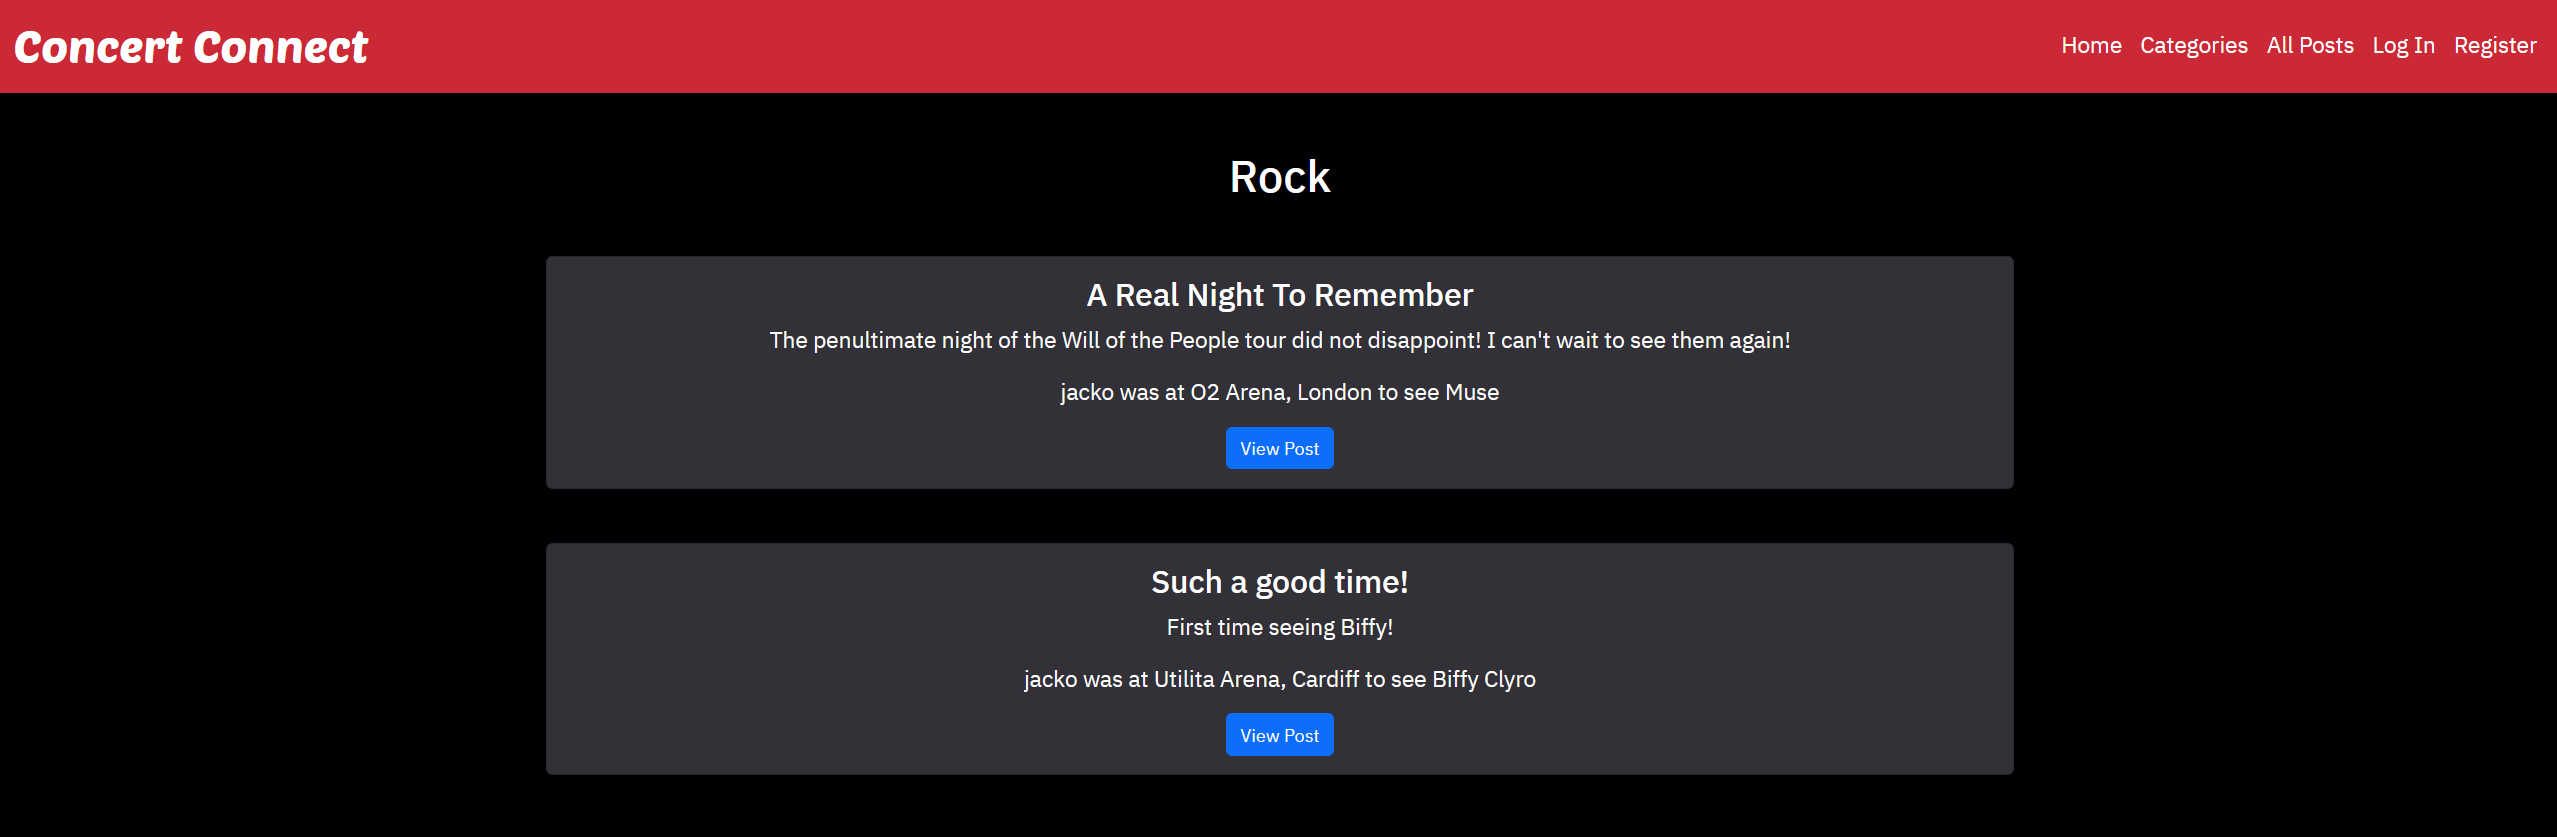 Concert Connect
Home Categories All Posts Log In Register
Rock
A Real Night To Remember
The penultimate night of the Will of the People tour did not disappoint! I can't wait to see them again!
jacko was at O2 Arena, London to see Muse
View Post
Such a good time!
First time seeing Biffy!
jacko was at Utilita Arena, Cardiff to see Biffy Clyro
View Post